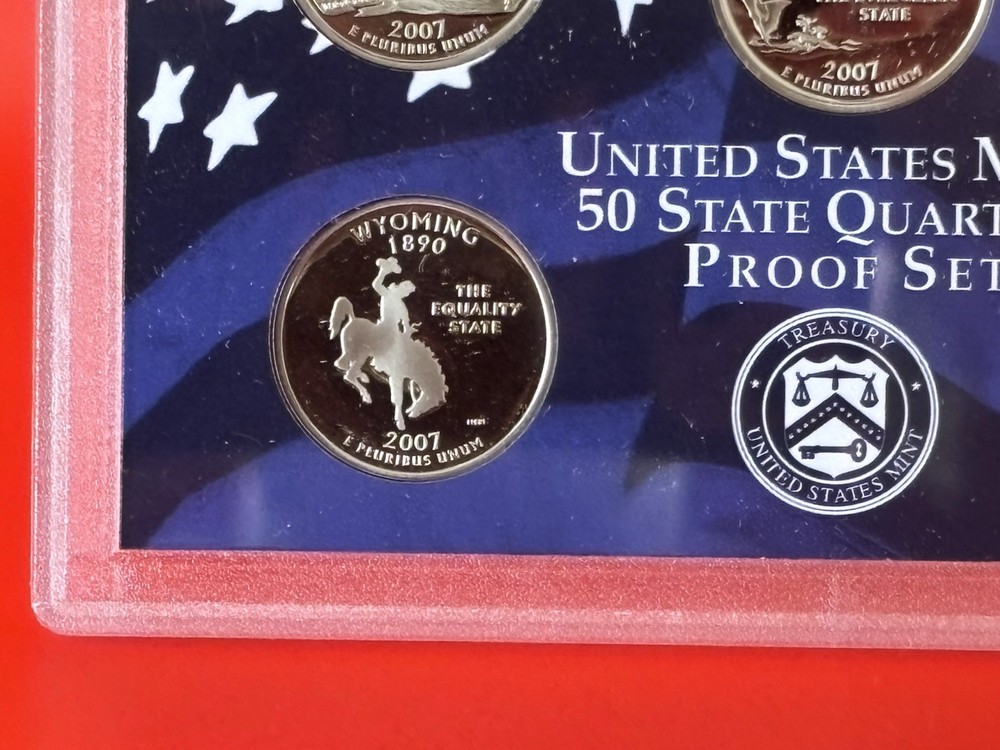 2007
E PLURIBUS UNUM
STATE
2007
E PLURIBUS UNUM
UNITED STATES M
50 STATE QUART
PROOF SET
WYOMING
1890
THE
EQUALITY
STATE
2007
E PLURIBUS UNUM
TREASURY
UNITED STATES MINT